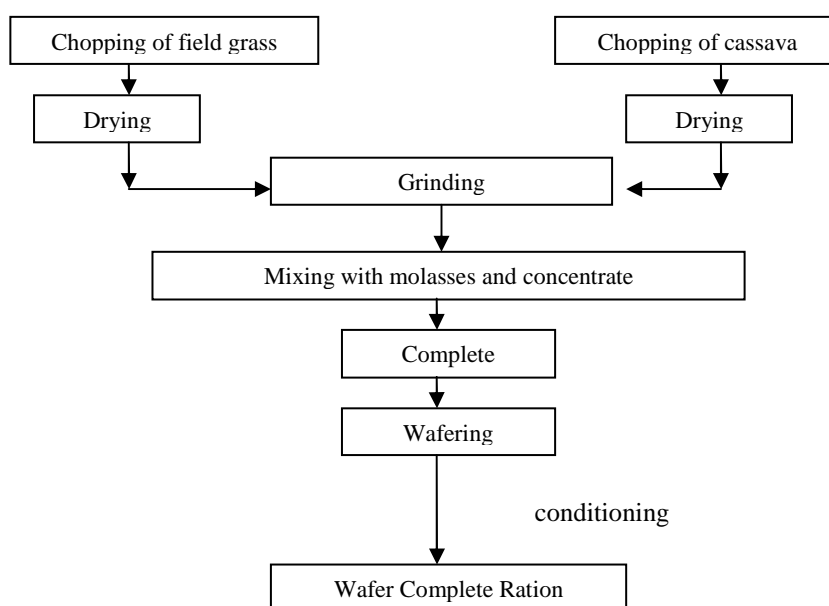 Chopping of field grass
Chopping of cassava
Drying
Drying
Grinding
Mixing with molasses and concentrate
Complete
Wafering
conditioning
Wafer Complete Ration